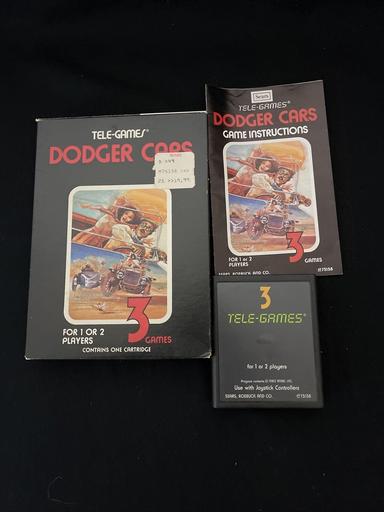 TELE-GAMES®
DODGER CARS
FOR 1 OR 2
PLAYERS
3
GAMES
CONTAINS ONE CARTRIDGE
Sears
TELE-GAMES®
DODGER CARS
GAME INSTRUCTIONS
FOR 1 or 2
PLAYERS
3
GAMES
SEARS, ROEBUCK AND CO.
3
TELE-GAMES®
for 1 or 2 players
Use with Joystick Controllers
SEARS, ROEBUCK AND CO.